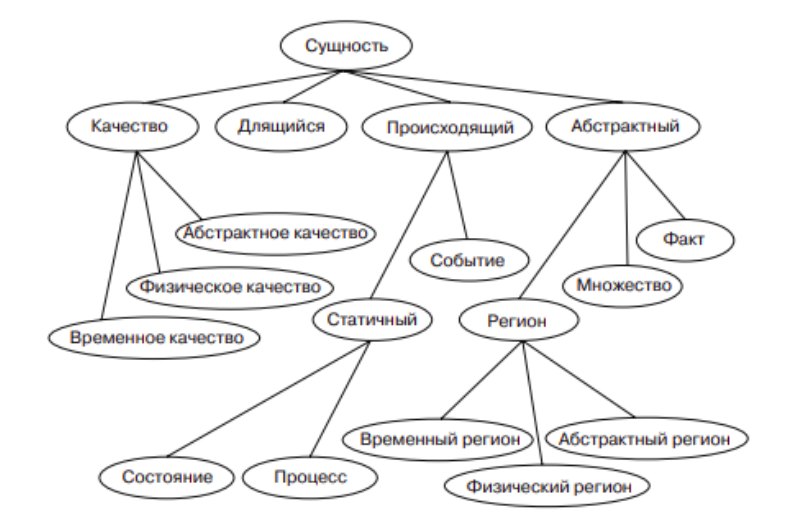 Сущность
Качество
Длящийся
Происходящий
Абстрактный
Абстрактное качество
Факт
Событие
Физическое качество
Множество
Статичный
Регион
Временное качество
Временный регион
Абстрактный регион
Состояние
Процесс
Физический регион